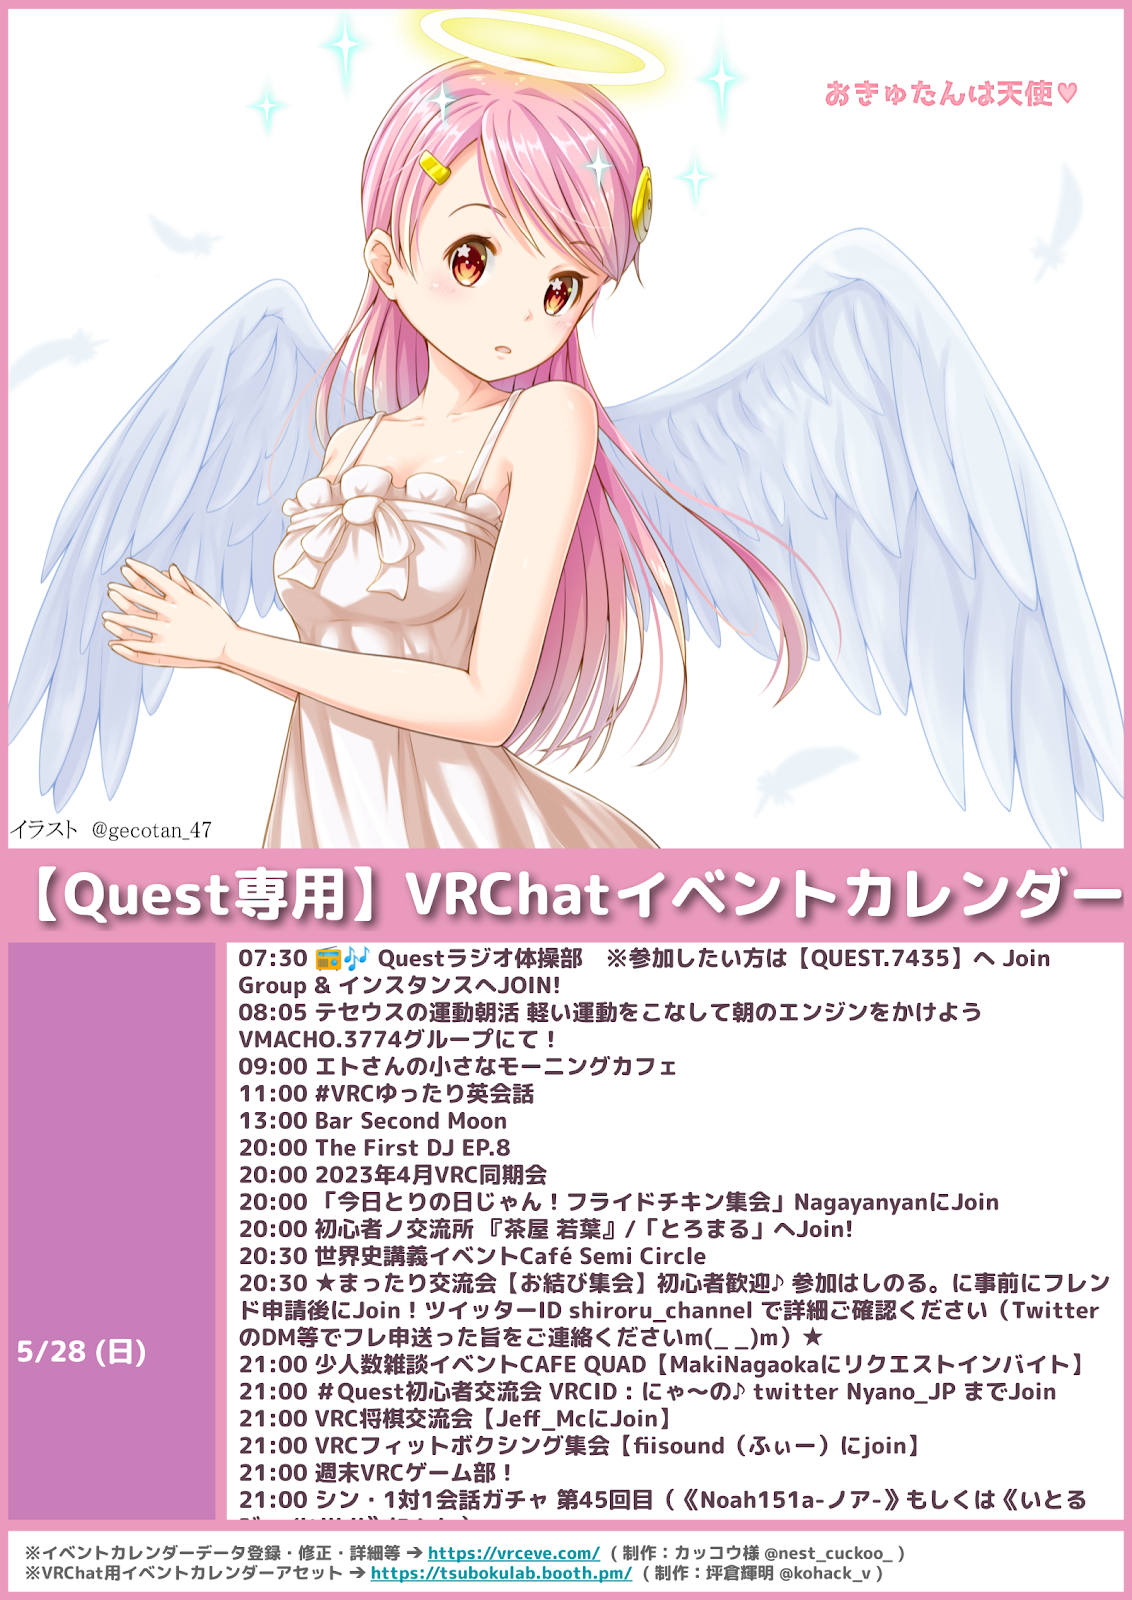 おきゅたんは天使♥
イラスト @gecotan_47
【Quest専用】VRChatイベントカレンダー
5/28 (日)
07:30 📻🎶 Questラジオ体操部　※参加したい方は【QUEST.7435】へ Join
Group & インスタンスへJOIN!
08:05 テセウスの運動朝活 軽い運動をこなして朝のエンジンをかけよう
VMACHO.3774グループにて！
09:00 エトさんの小さなモーニングカフェ
11:00 #VRCゆったり英会話
13:00 Bar Second Moon
20:00 The First DJ EP.8
20:00 2023年4月VRC同期会
20:00 「今日とりの日じゃん！フライドチキン集会」NagayanyanにJoin
20:00 初心者ノ交流所 『茶屋 若葉』/「とろまる」へJoin!
20:30 世界史講義イベントCafé Semi Circle
20:30 ★まったり交流会【お結び集会】初心者歓迎♪ 参加はしのる。に事前にフレン
ド申請後にJoin！ツイッターID shiroru_channel で詳細ご確認ください（Twitter
のDM等でフレ申送った旨をご連絡くださいm(_ _)m）★
21:00 少人数雑談イベントCAFE QUAD【MakiNagaokaにリクエストインバイト】
21:00 ＃Quest初心者交流会 VRCID：にゃ～の♪ twitter Nyano_JP までJoin
21:00 VRC将棋交流会【Jeff_McにJoin】
21:00 VRCフィットボクシング集会【fiisound（ふぃー）にjoin】
21:00 週末VRCゲーム部！
21:00 シン・1対1会話ガチャ 第45回目（《Noah151a-ノア-》もしくは《いとる
※イベントカレンダーデータ登録・修正・詳細等 ➔ https://vrceve.com/ （ 制作：カッコウ様 @nest_cuckoo_ ）
※VRChat用イベントカレンダーアセット ➔ https://tsubokulab.booth.pm/ （ 制作：坪倉輝明 @kohack_v ）